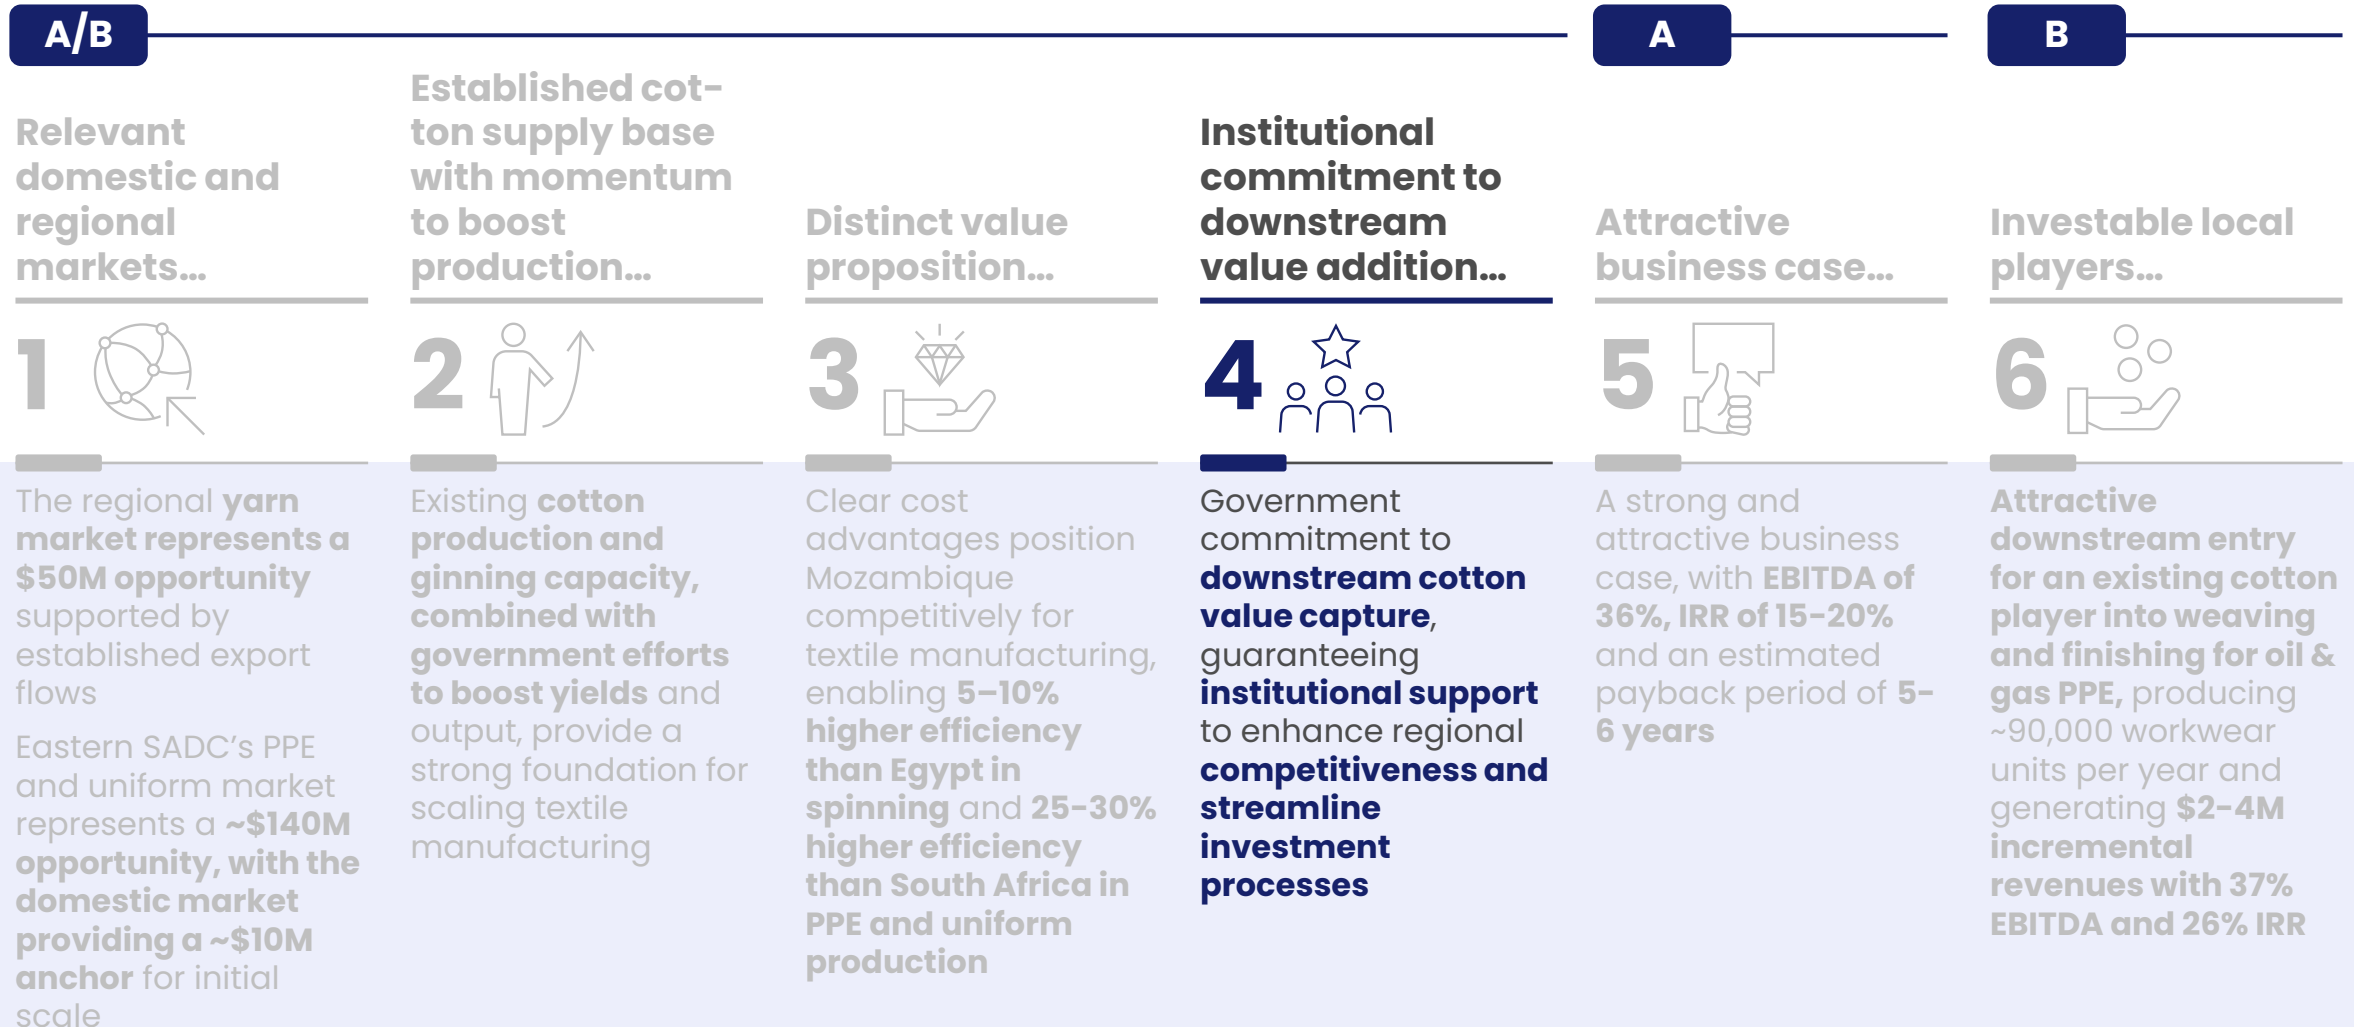 A/B
A
B
Relevant
domestic and
regional
markets...
1
The regional yarn
market represents a
$50M opportunity
supported by
established export
flows
Eastern SADC’s PPE
and uniform market
represents a ~$140M
opportunity, with the
domestic market
providing a ~$10M
anchor for initial
scale
Established cot-
ton supply base
with momentum
to boost
production...
2
Existing cotton
production and
ginning capacity,
combined with
government efforts
to boost yields and
output, provide a
strong foundation for
scaling textile
manufacturing
Distinct value
proposition...
3
Clear cost
advantages position
Mozambique
competitively for
textile manufacturing,
enabling 5–10%
higher efficiency
than Egypt in
spinning and 25-30%
higher efficiency
than South Africa in
PPE and uniform
production
Institutional
commitment to
downstream
value addition...
4
Government
commitment to
downstream cotton
value capture,
guaranteeing
institutional support
to enhance regional
competitiveness and
streamline
investment
processes
Attractive
business case...
5
A strong and
attractive business
case, with EBITDA of
36%, IRR of 15-20%
and an estimated
payback period of 5-
6 years
Investable local
players...
6
Attractive
downstream entry
for an existing cotton
player into weaving
and finishing for oil &
gas PPE, producing
~90,000 workwear
units per year and
generating $2-4M
incremental
revenues with 37%
EBITDA and 26% IRR